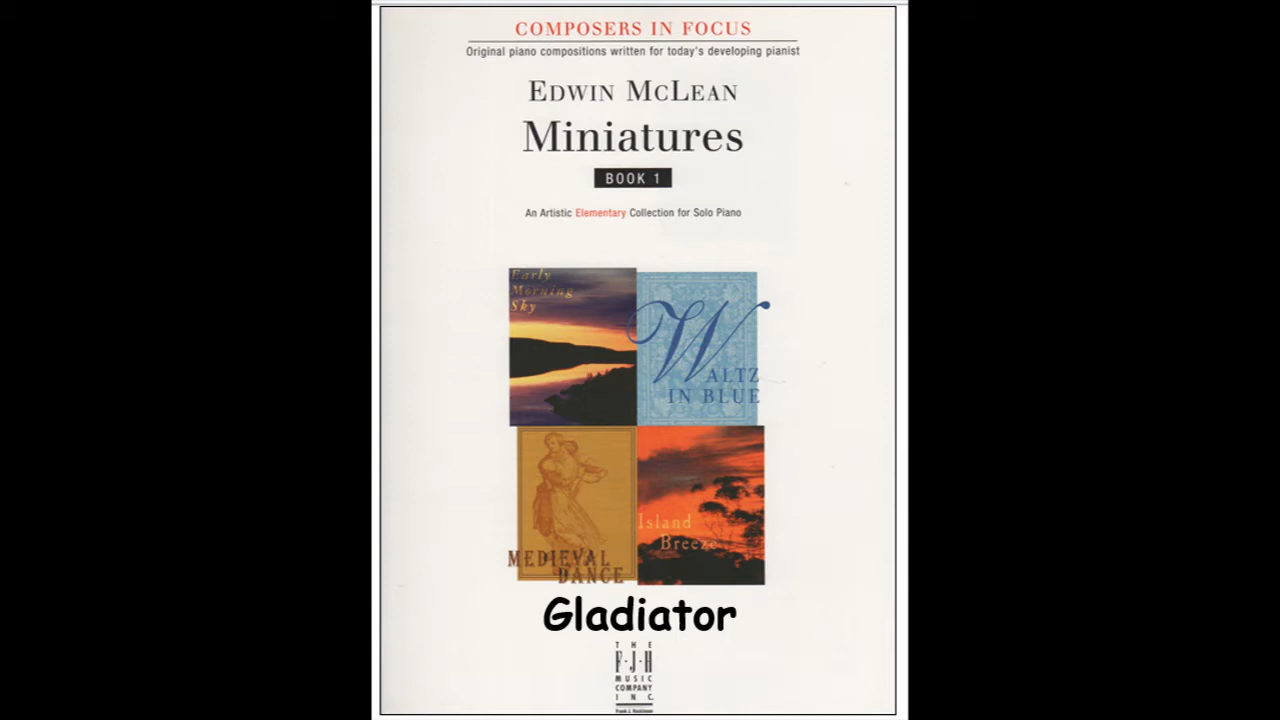 COMPOSERS IN FOCUS
Original piano compositions written for today's developing pianist
EDWIN MCLEAN
Miniatures
BOOK 1
An Artistic Elementary Collection for Solo Piano
Early
Morning
Sky
WALTZ
IN BLUE
MEDIEVAL
DANCE
Island
Breeze
Gladiator
THE
F·J·H
MUSIC
COMPANY
INC.
Frank J. Hackinson